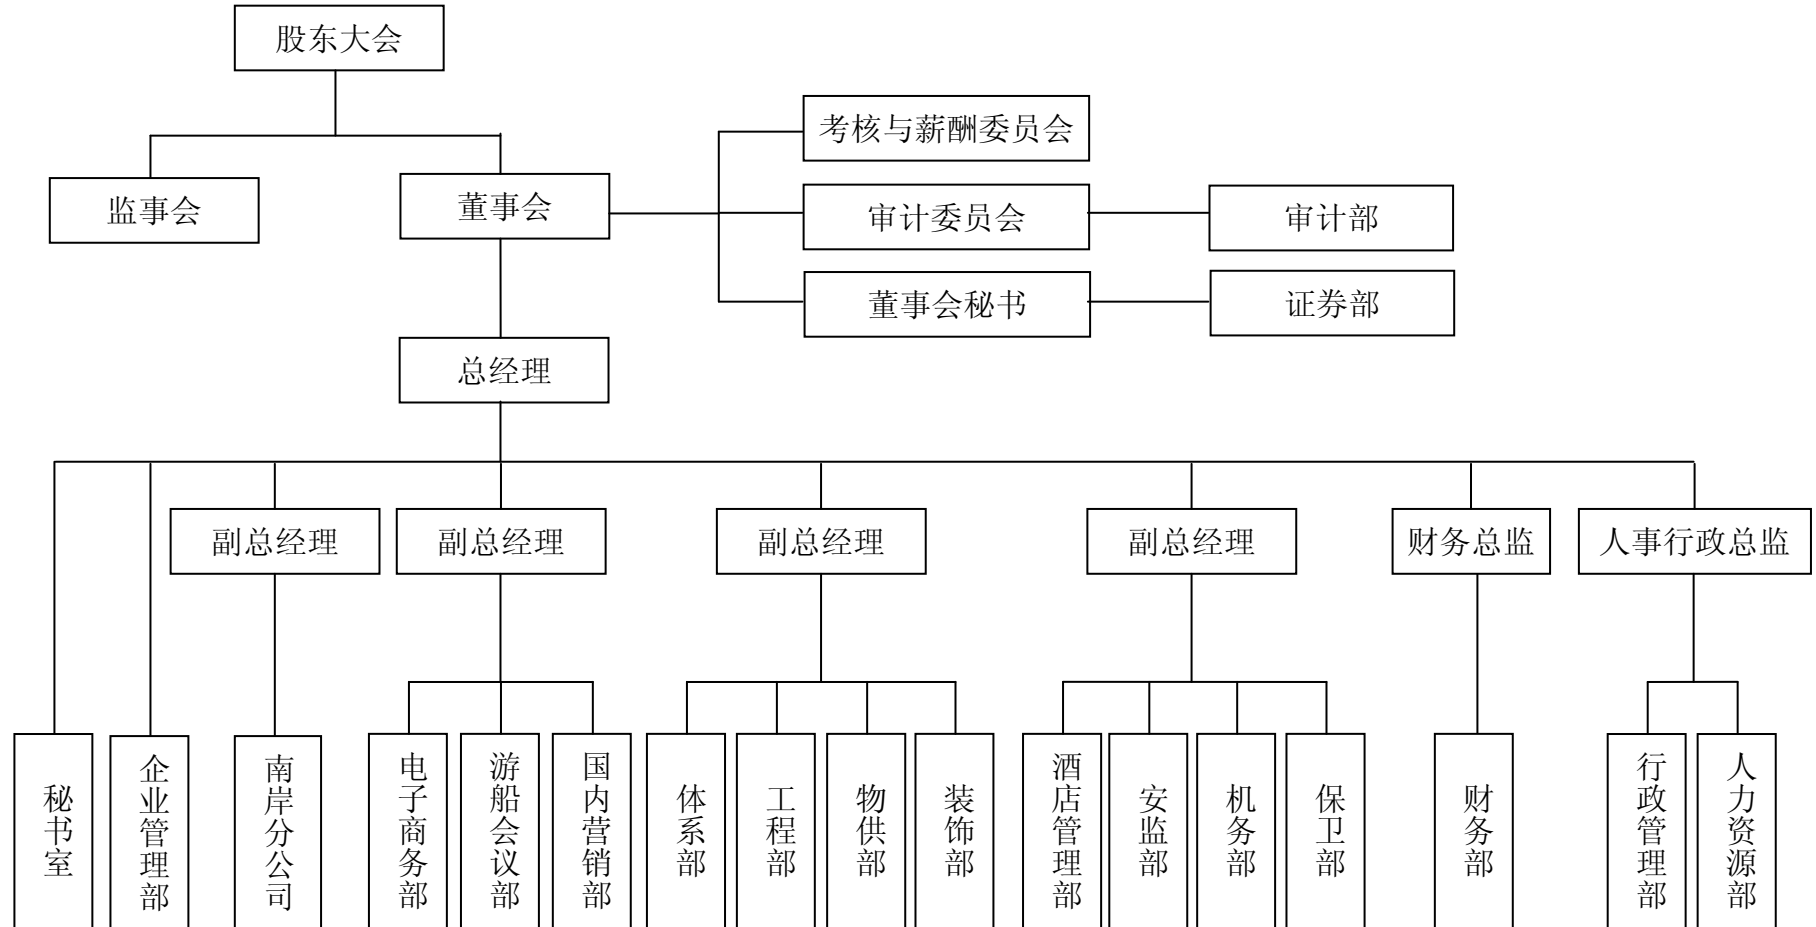 股东大会
考核与薪酬委员会
监事会
董事会
审计委员会
审计部
董事会秘书
证券部
总经理
副总经理
副总经理
副总经理
副总经理
财务总监
人事行政总监
秘书室
企业管理部
南岸分公司
电子商务部
游船会议部
国内营销部
体系部
工程部
物供部
装饰部
酒店管理部
安监部
机务部
保卫部
财务部
行政管理部
人力资源部